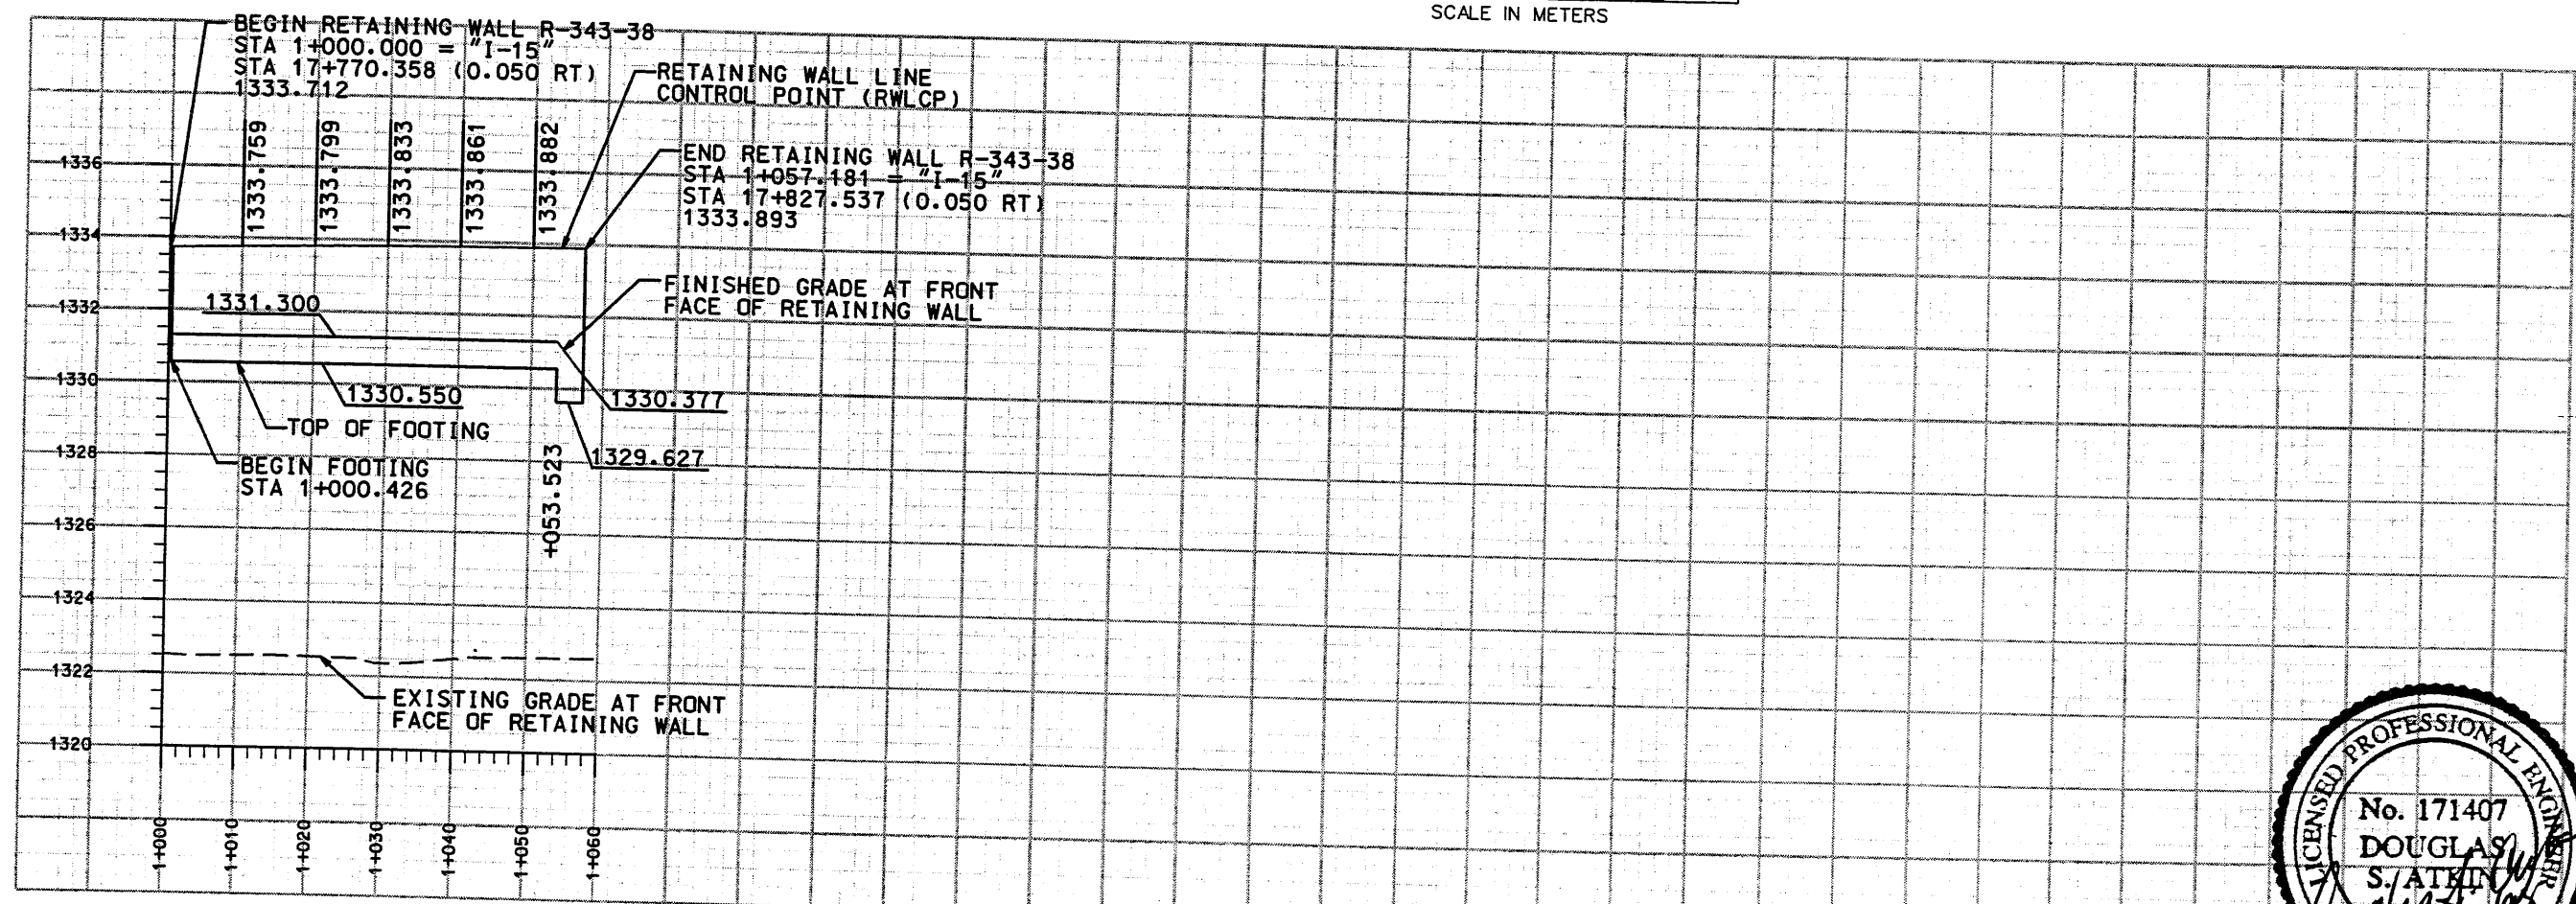 SCALE IN METERS
BEGIN RETAINING WALL R-343-38
STA 1+000.000 = "I-15"
STA 17+770.358 (0.050 RT)
1333.712
RETAINING WALL LINE
CONTROL POINT (RWLCP)
1333.759
1333.799
1333.833
1333.861
1333.882
END RETAINING WALL R-343-38
STA 1+057.181 = "I-15"
STA 17+827.537 (0.050 RT)
1333.893
1336
1334
1332
1330
1328
1326
1324
1322
1320
1331.300
FINISHED GRADE AT FRONT
FACE OF RETAINING WALL
1330.550
1330.377
TOP OF FOOTING
1329.627
BEGIN FOOTING
STA 1+000.426
+053.523
EXISTING GRADE AT FRONT
FACE OF RETAINING WALL
1+000
1+010
1+020
1+030
1+040
1+050
1+060
LICENSED PROFESSIONAL ENGINEER
No. 171407
DOUGLAS
S. ATKIN